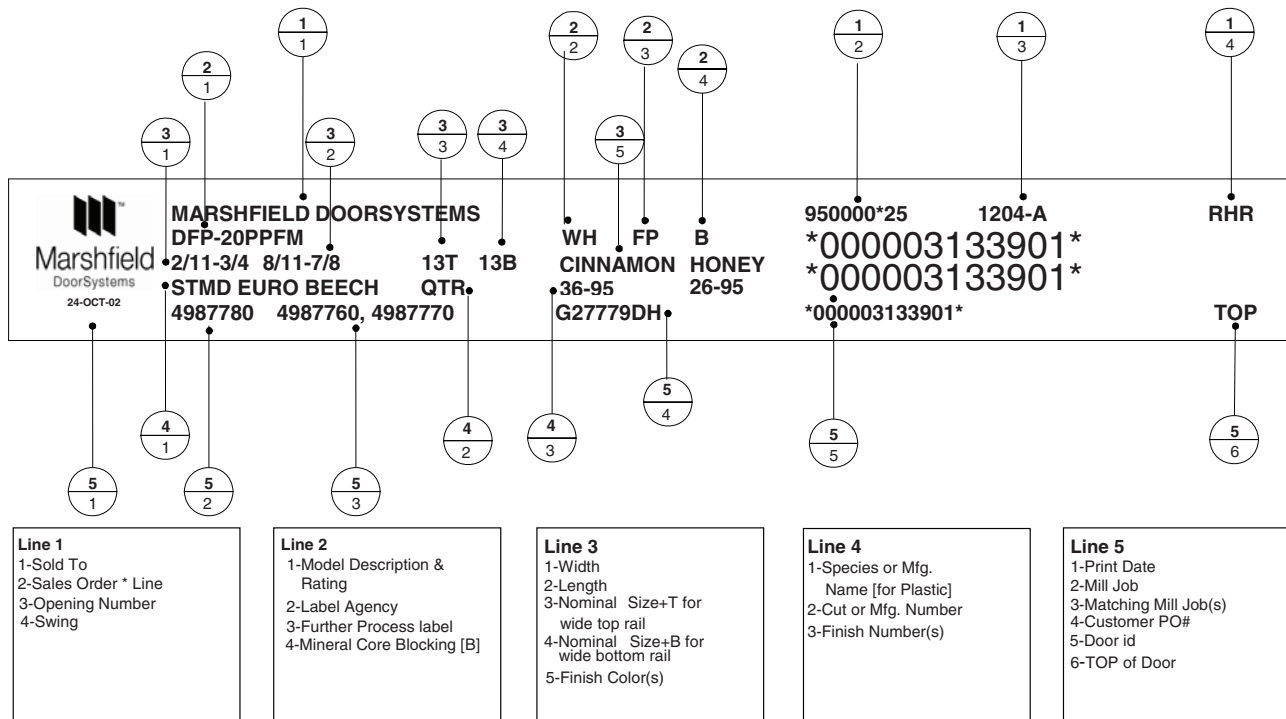 1 1
2 2
2 3
2 4
1 2
1 3
1 4
2 1
3 1
3 2
3 3
3 4
3 5
Marshfield™
DoorSystems
24-OCT-02
MARSHFIELD DOORSYSTEMS 950000*25 1204-A RHR
DFP-20PPFM WH FP B *000003133901*
2/11-3/4 8/11-7/8 13T 13B CINNAMON HONEY *000003133901*
STMD EURO BEECH QTR 36-95 26-95
4987780 4987760, 4987770 G27779DH *000003133901* TOP
4 1
4 2
4 3
5 4
5 5
5 6
5 1
5 2
5 3
Line 1
1-Sold To
2-Sales Order * Line
3-Opening Number
4-Swing
Line 2
1-Model Description &
Rating
2-Label Agency
3-Further Process label
4-Mineral Core Blocking [B]
Line 3
1-Width
2-Length
3-Nominal Size+T for
wide top rail
4-Nominal Size+B for
wide bottom rail
5-Finish Color(s)
Line 4
1-Species or Mfg.
Name [for Plastic]
2-Cut or Mfg. Number
3-Finish Number(s)
Line 5
1-Print Date
2-Mill Job
3-Matching Mill Job(s)
4-Customer PO#
5-Door id
6-TOP of Door